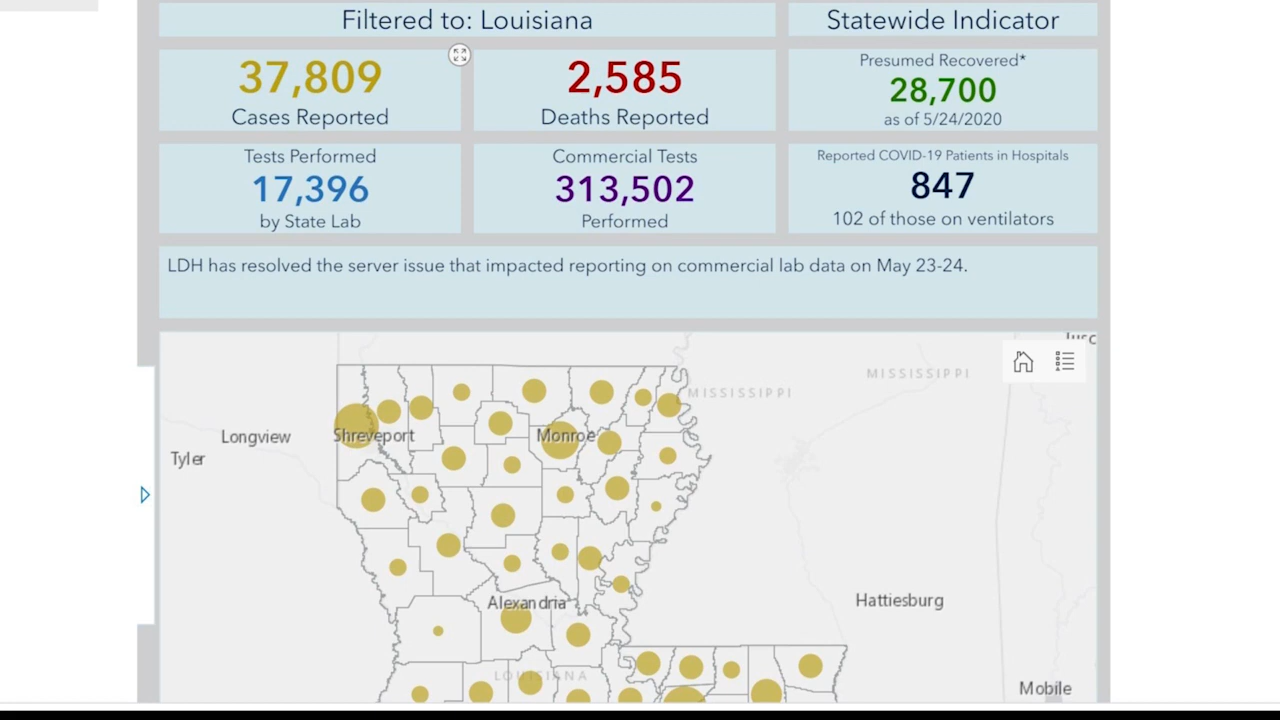 Filtered to: Louisiana
Statewide Indicator
37,809
Cases Reported
2,585
Deaths Reported
Presumed Recovered*
28,700
as of 5/24/2020
Tests Performed
17,396
by State Lab
Commercial Tests
313,502
Performed
Reported COVID-19 Patients in Hospitals
847
102 of those on ventilators
LDH has resolved the server issue that impacted reporting on commercial lab data on May 23-24.
MISSISSIPPI
MISSISSIPPI
Longview
Shreveport
Monroe
Tyler
Alexandria
Hattiesburg
LOUISIANA
Mobile